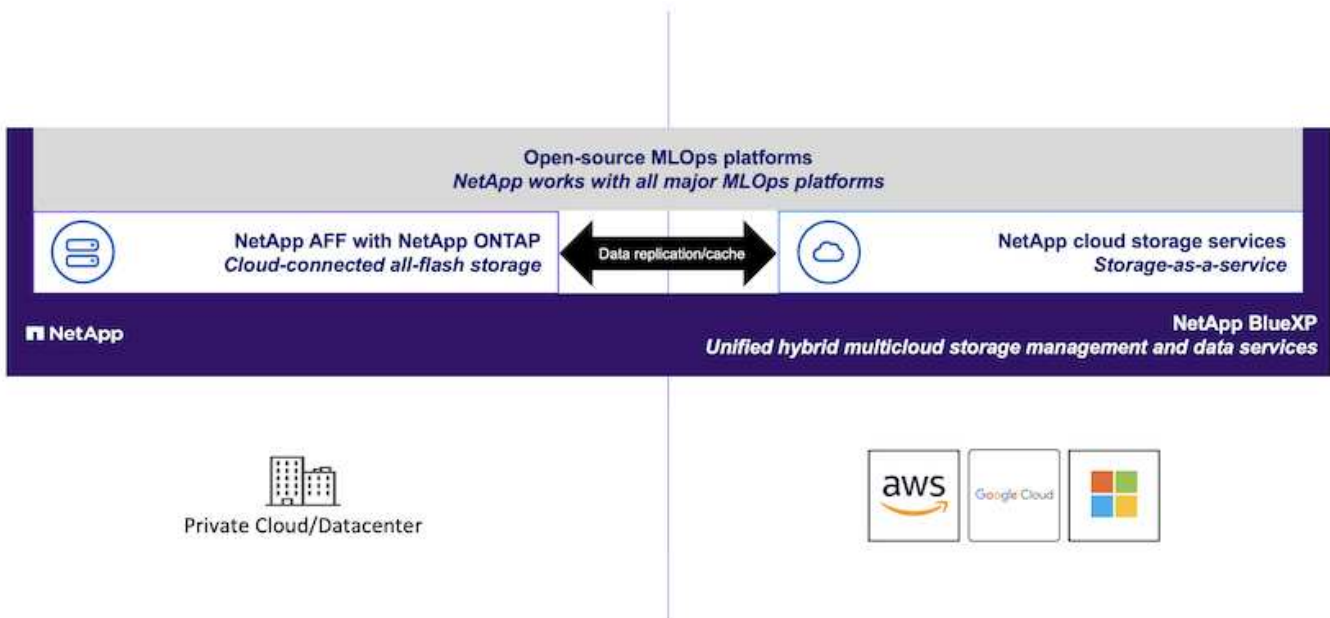 Open-source MLOps platforms
NetApp works with all major MLOps platforms
NetApp AFF with NetApp ONTAP
Cloud-connected all-flash storage
Data replication/cache
NetApp cloud storage services
Storage-as-a-service
NetApp
NetApp BlueXP
Unified hybrid multicloud storage management and data services
Private Cloud/Datacenter
aws
Google Cloud